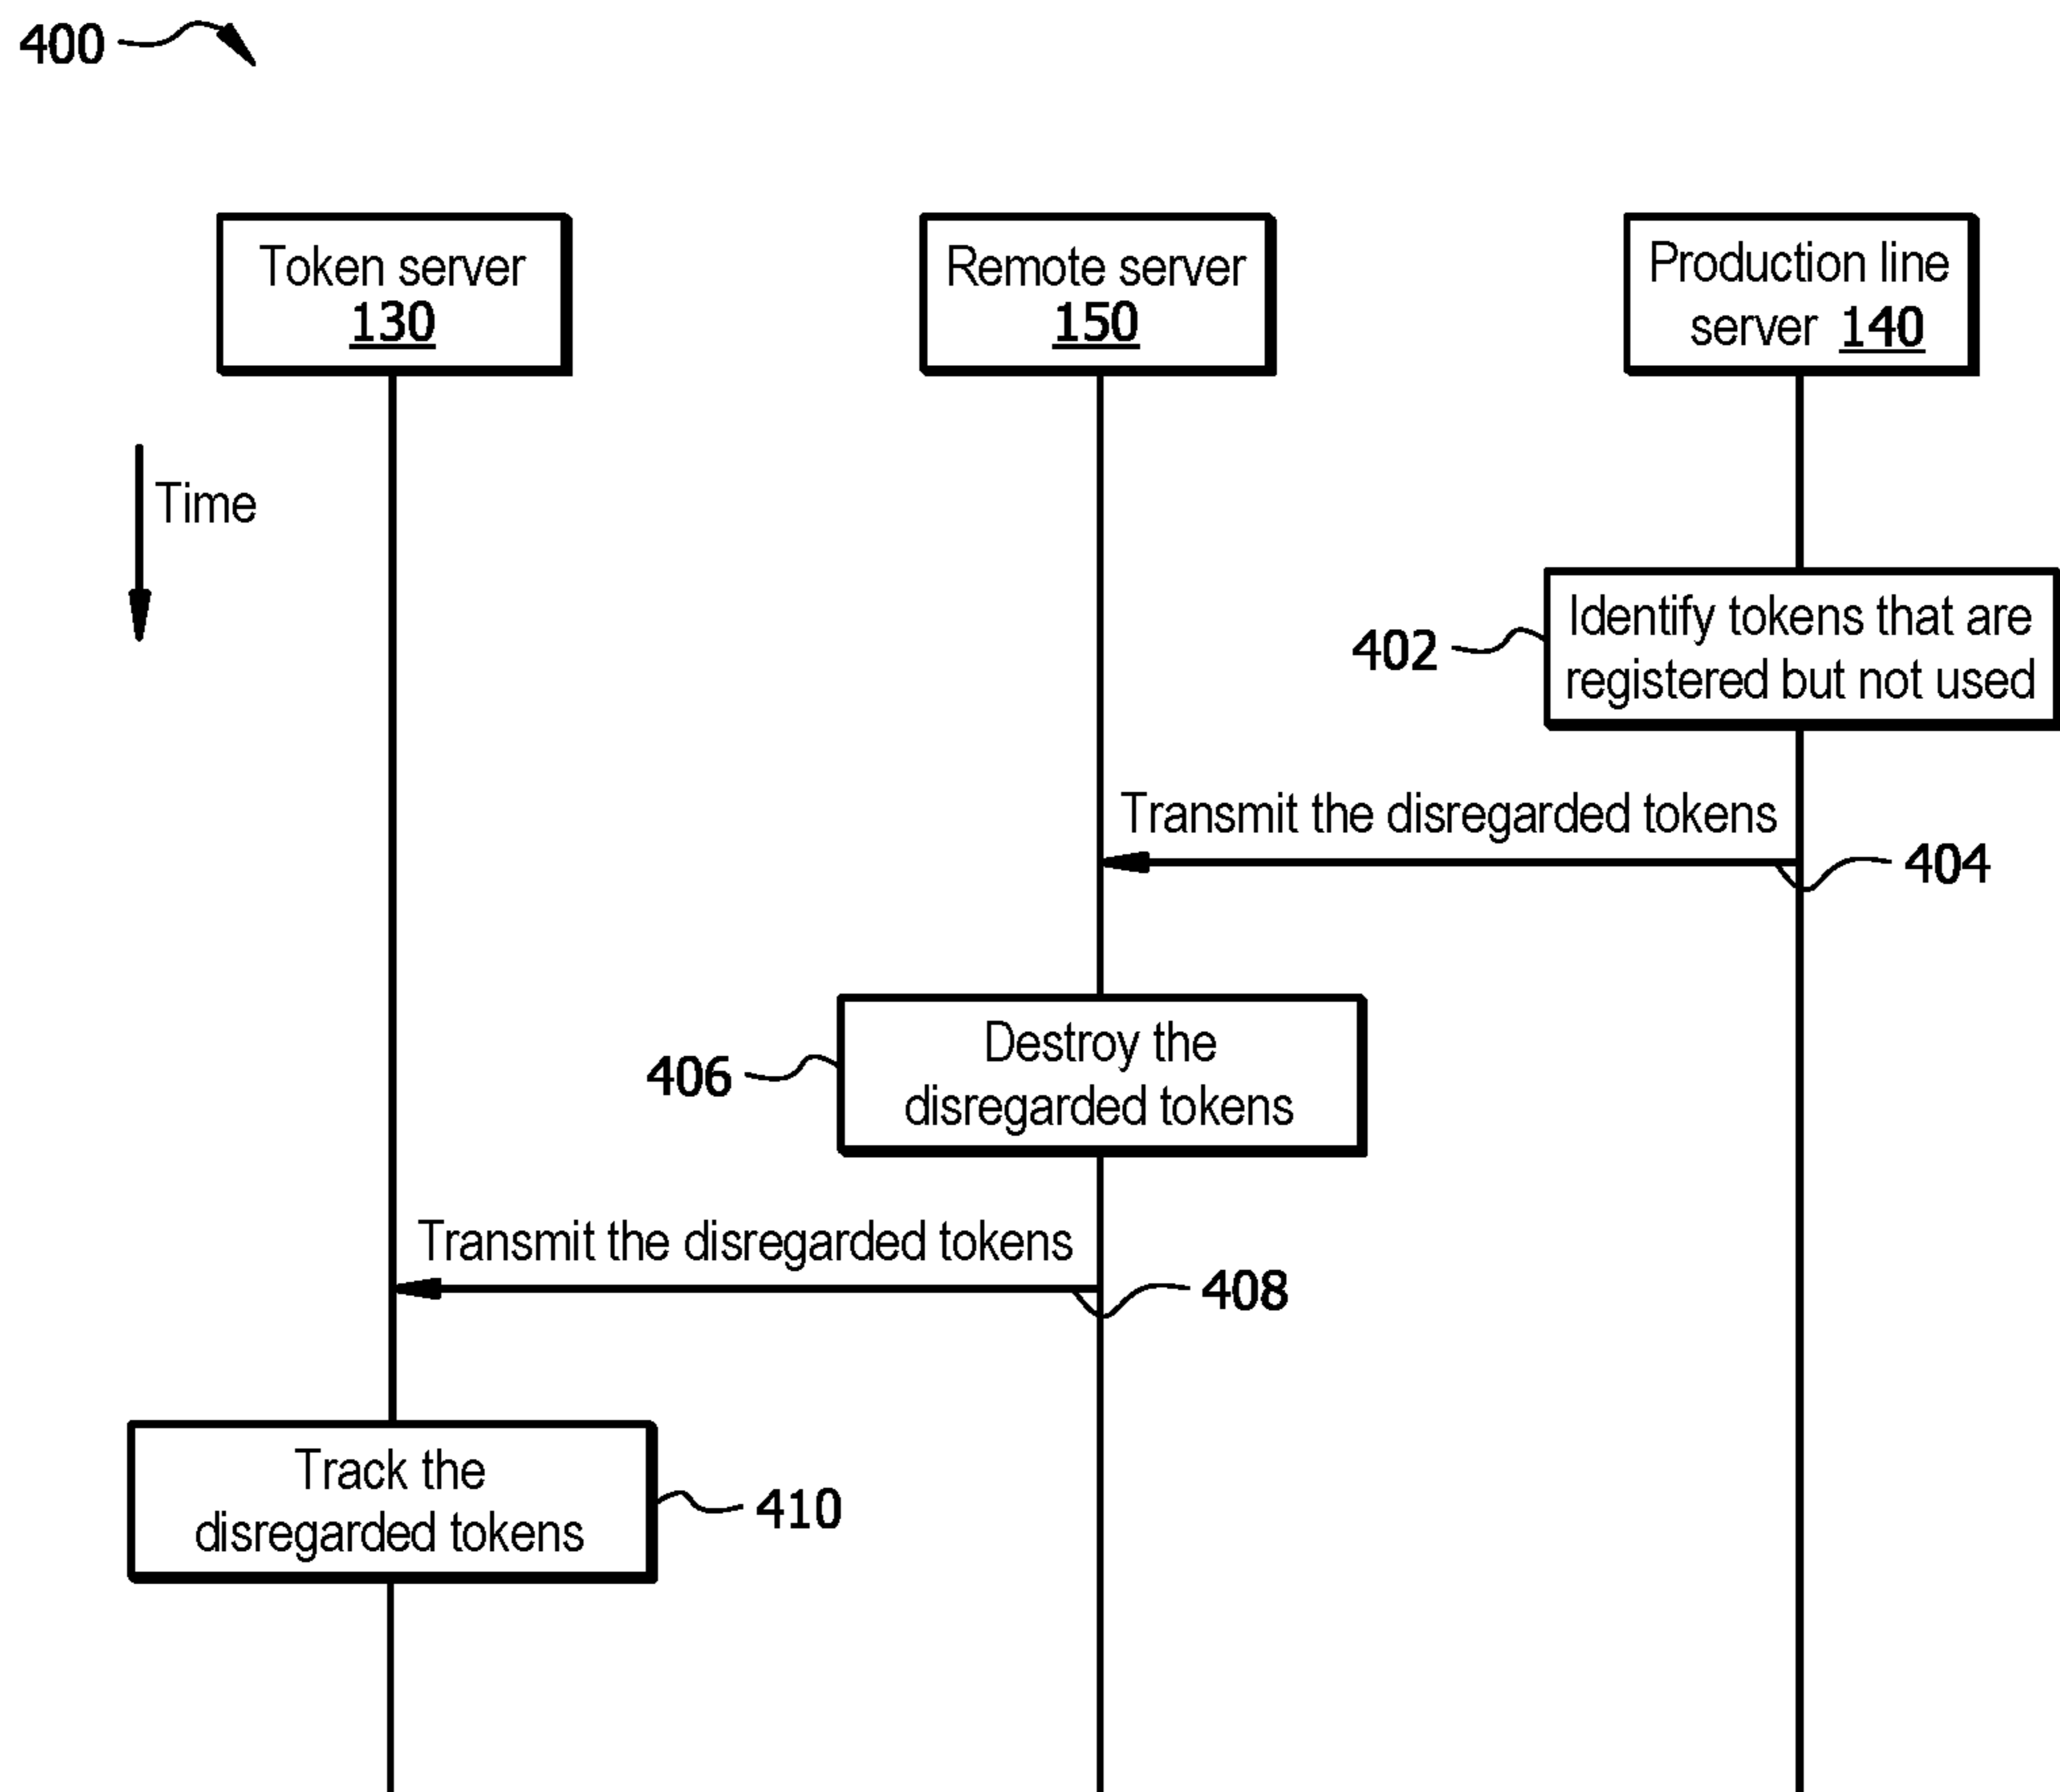 400
Token server
130
Remote server
150
Production line
server 140
Time
402
Identify tokens that are
registered but not used
Transmit the disregarded tokens
404
406
Destroy the
disregarded tokens
Transmit the disregarded tokens
408
Track the
disregarded tokens
410